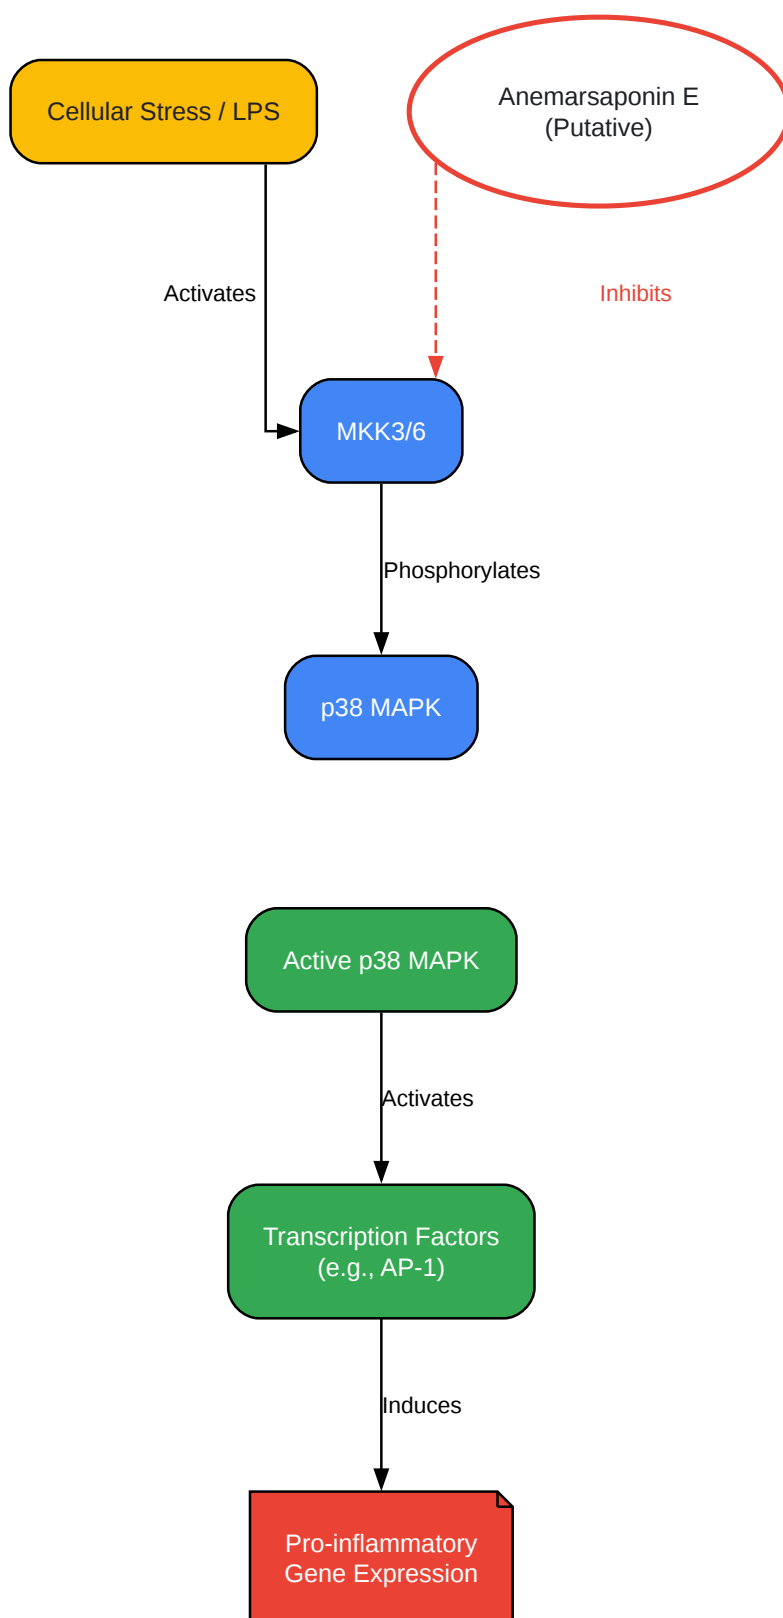 Cellular Stress / LPS
Anemarsaponin E
(Putative)
Activates
Inhibits
MKK3/6
Phosphorylates
p38 MAPK
Active p38 MAPK
Activates
Transcription Factors
(e.g., AP-1)
Induces
Pro-inflammatory
Gene Expression